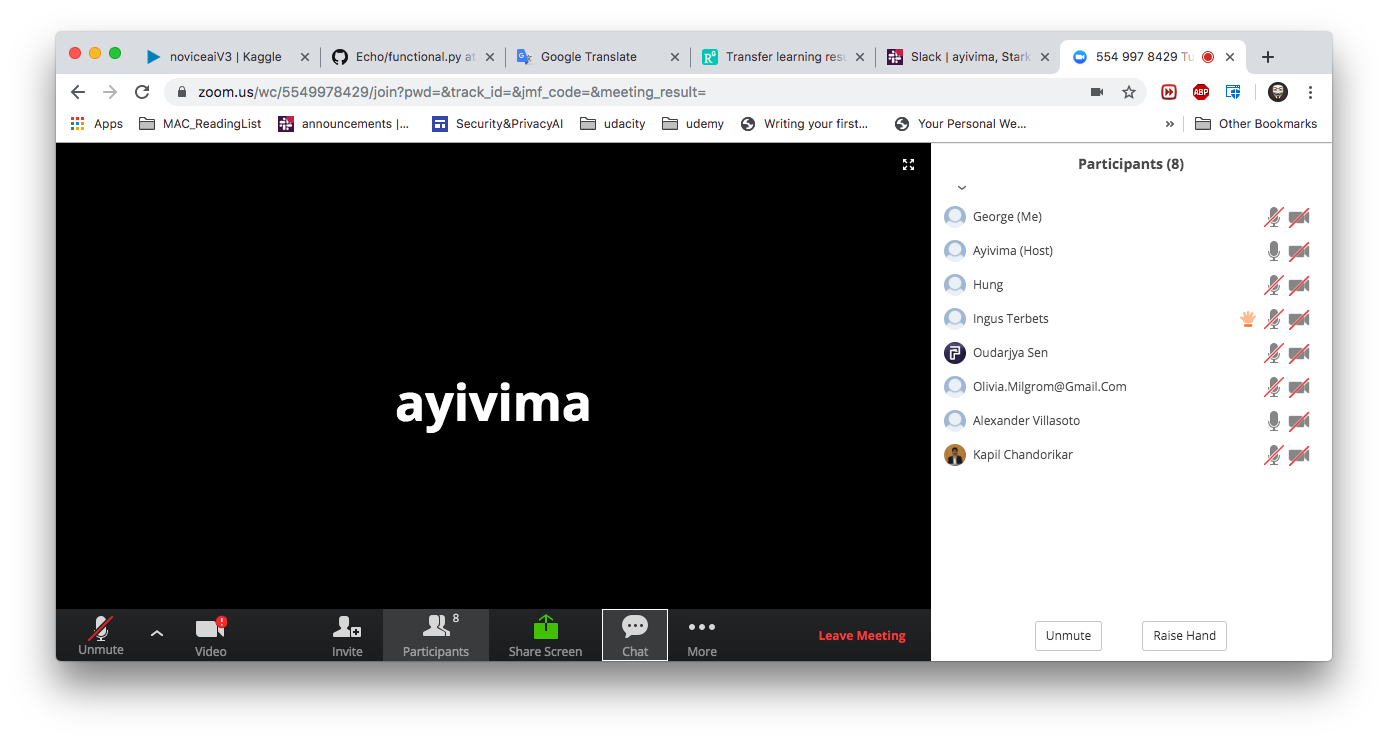 noviceaiV3 | Kaggle
Echo/functional.py at
Google Translate
Transfer learning resu
Slack | ayivima, Stark
554 997 8429 Tu
zoom.us/wc/5549978429/join?pwd=&track_id=&jmf_code=&meeting_result=
ABP
Apps
MAC_ReadingList
announcements |...
Security&PrivacyAI
udacity
udemy
Writing your first...
Your Personal We...
»
Other Bookmarks
ayivima
Participants (8)
George (Me)
Ayivima (Host)
Hung
Ingus Terbets
Oudarjya Sen
Olivia.Milgrom@Gmail.Com
Alexander Villasoto
Kapil Chandorikar
Unmute
Raise Hand
Unmute
Video
Invite
8
Participants
Share Screen
Chat
More
Leave Meeting